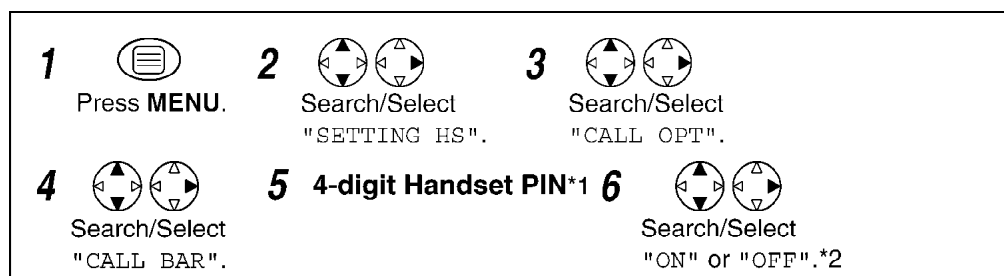 1 2 3
Press MENU. Search/Select Search/Select
"SETTING HS". "CALL OPT".
4 5 4-digit Handset PIN*1 6
Search/Select Search/Select
"CALL BAR". "ON" or "OFF".*2